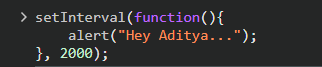 > setInterval(function(){
alert("Hey Aditya...");
}, 2000);